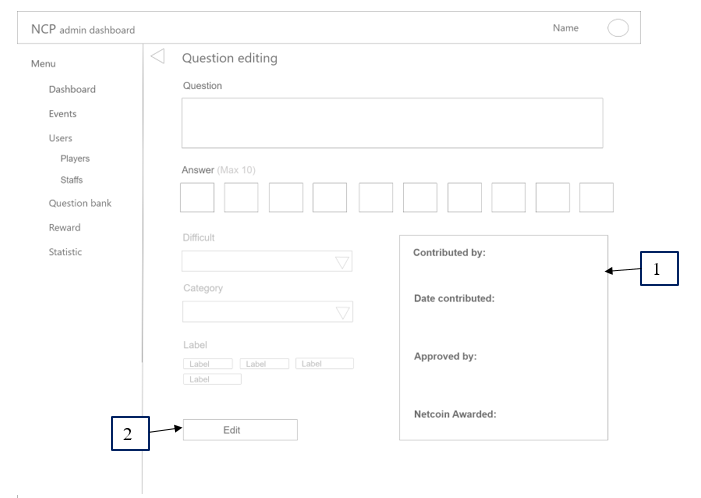 NCP admin dashboard
Name
Menu
Dashboard
Events
Users
Players
Staffs
Question bank
Reward
Statistic
Question editing
Question
Answer (Max 10)
Difficult
Category
Label
Label Label Label
Label
Edit
2
Contributed by:
Date contributed:
Approved by:
Netcoin Awarded:
1